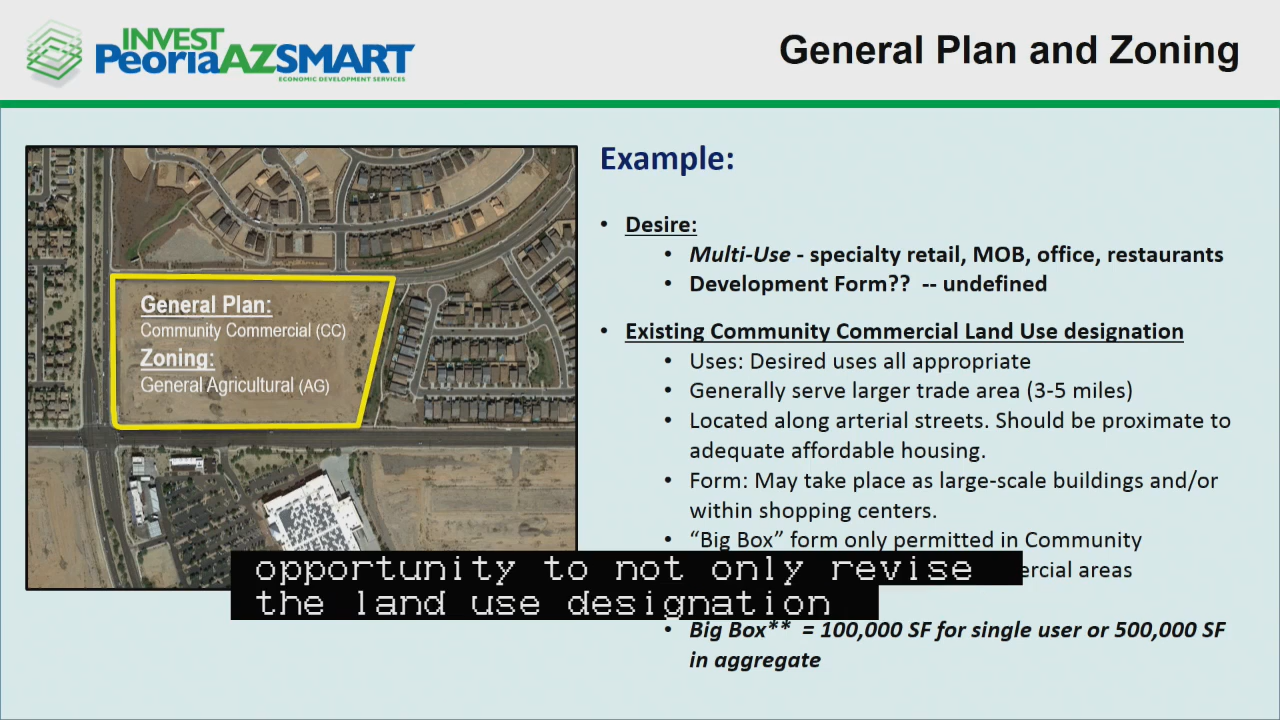 INVEST
PeoriaAZSMART
ECONOMIC DEVELOPMENT SERVICES
General Plan and Zoning
General Plan:
Community Commercial (CC)
Zoning:
General Agricultural (AG)
Example:
• Desire:
• Multi-Use - specialty retail, MOB, office, restaurants
• Development Form?? -- undefined
• Existing Community Commercial Land Use designation
• Uses: Desired uses all appropriate
• Generally serve larger trade area (3-5 miles)
• Located along arterial streets. Should be proximate to
adequate affordable housing.
• Form: May take place as large-scale buildings and/or
within shopping centers.
• “Big Box” form only permitted in Community
areas
• Big Box** = 100,000 SF for single user or 500,000 SF
in aggregate
opportunity to not only revise
the land use designation